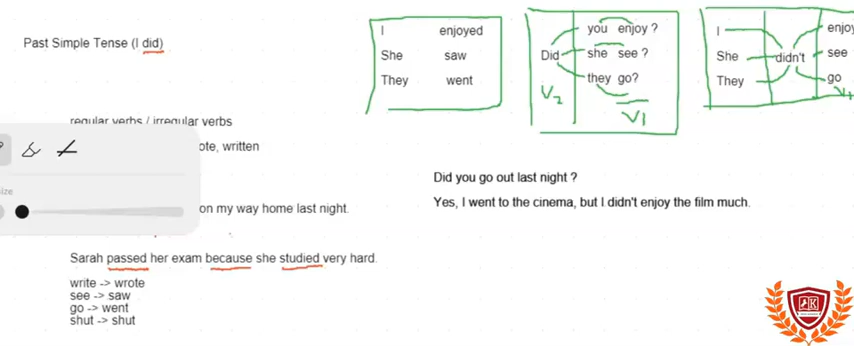 Past Simple Tense (I did)
regular verbs / irregular verbs
ote, written
on my way home last night.
Sarah passed her exam because she studied very hard.
write -> wrote
see -> saw
go -> went
shut -> shut
I enjoyed
She saw
They went
Did
you enjoy ?
she see ?
they go?
V2
V1
I
She
They
didn't
enjoy
see
go
V1
Did you go out last night ?
Yes, I went to the cinema, but I didn't enjoy the film much.